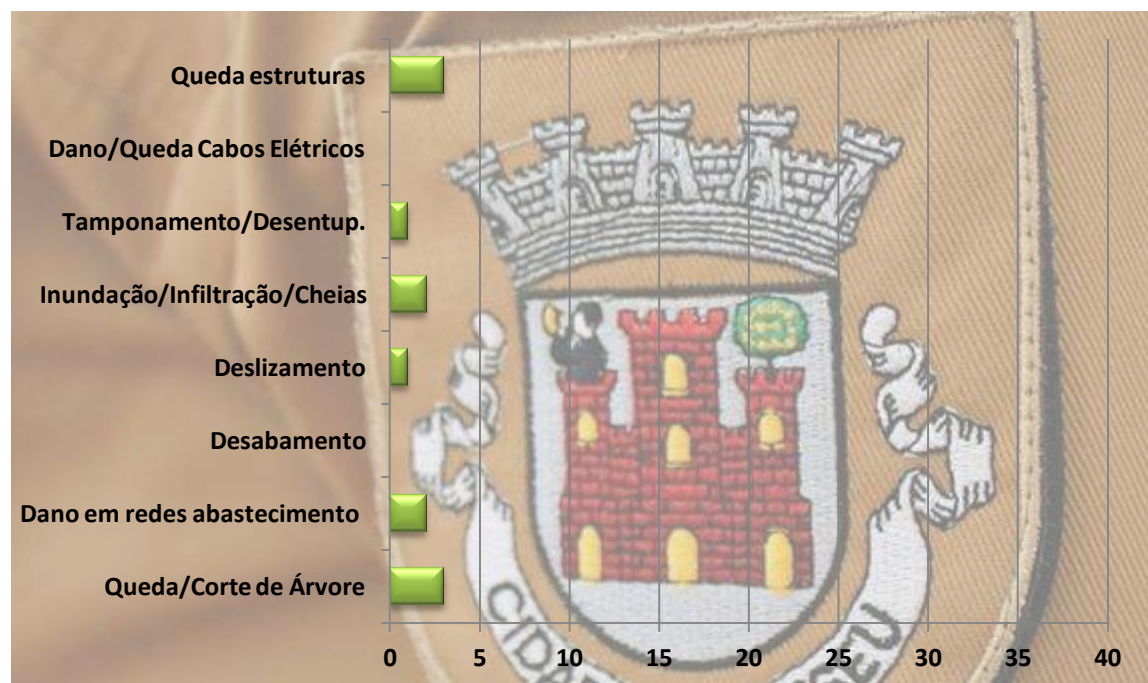 Queda estruturas
Dano/Queda Cabos Elétricos
Tamponamento/Desentup.
Inundação/Infiltração/Cheias
Deslizamento
Desabamento
Dano em redes abastecimento
Queda/Corte de Árvore
0 5 10 15 20 25 30 35 40